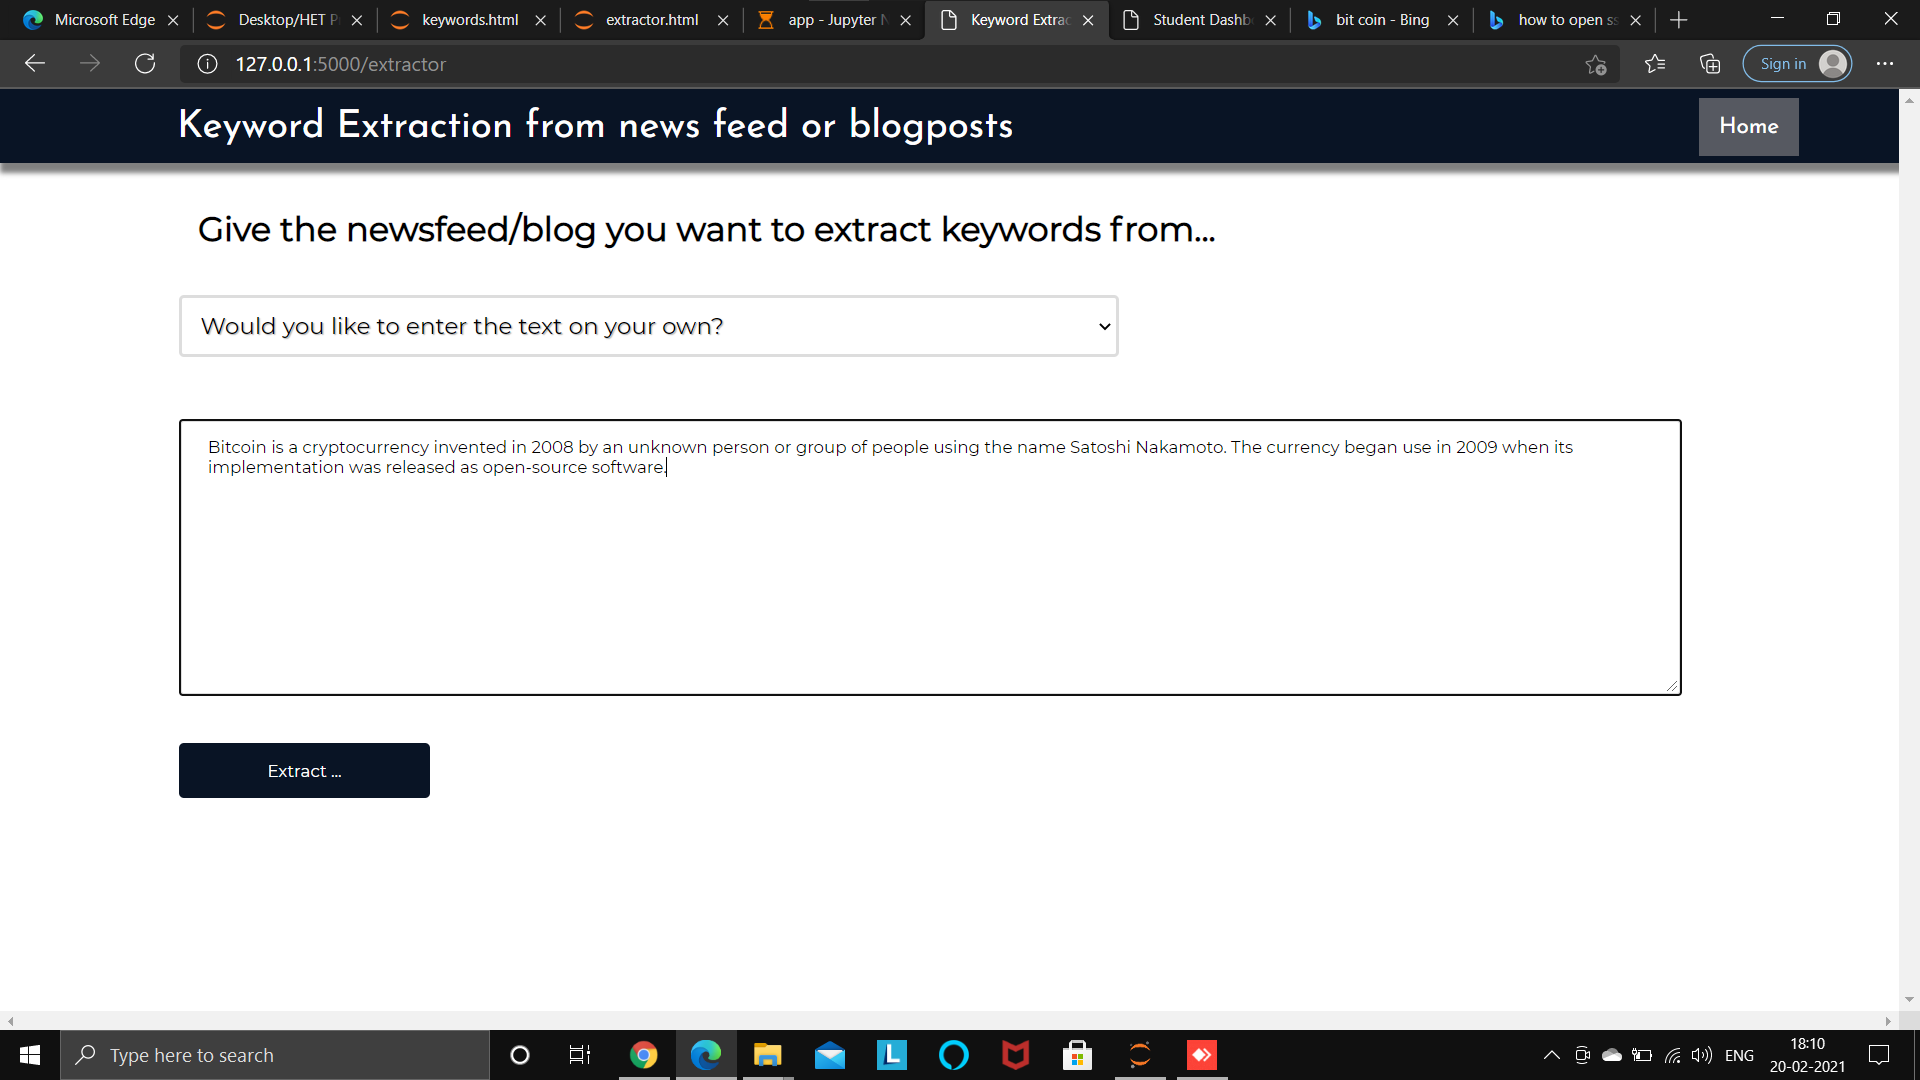 Microsoft Edge
Desktop/HET P
keywords.html
extractor.html
app - Jupyter N
Keyword Extrac
Student Dashb
bit coin - Bing
how to open ss
127.0.0.1:5000/extractor
Sign in
Keyword Extraction from news feed or blogposts
Home
Give the newsfeed/blog you want to extract keywords from...
Would you like to enter the text on your own?
Bitcoin is a cryptocurrency invented in 2008 by an unknown person or group of people using the name Satoshi Nakamoto. The currency began use in 2009 when its
implementation was released as open-source software.
Extract ...
Type here to search
L
ENG
18:10
20-02-2021